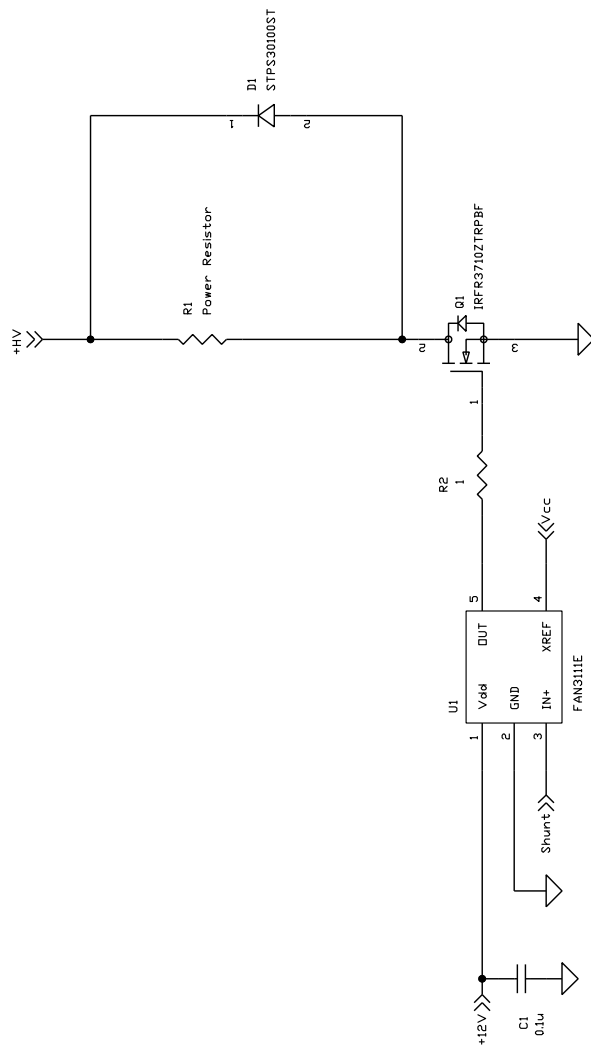 +HV
R1
Power Resistor
D1
STPS30100ST
1
2
2
Q1
IRFR3710ZTRPBF
3
1
R2
1
5
4
Vcc
OUT
XREF
U1
Vdd
GND
IN+
FAN3111E
1
2
3
Shunt
+12V
C1
0.1u